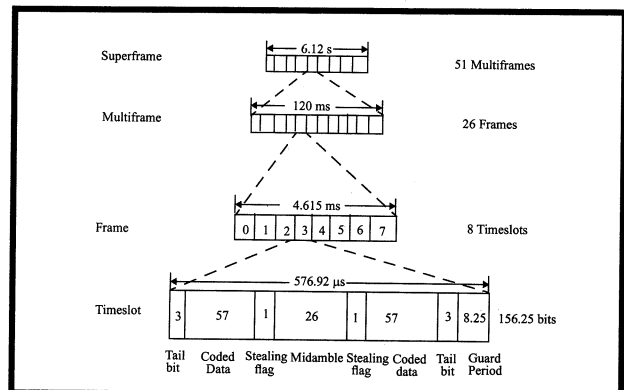 6.12 s
Superframe
51 Multiframes
120 ms
Multiframe
26 Frames
4.615 ms
Frame
0 1 2 3 4 5 6 7
8 Timeslots
576.92 µs
Timeslot
3 57 1 26 1 57 3 8.25
156.25 bits
Tail bit
Coded Data
Stealing flag
Midamble
Stealing flag
Coded data
Tail bit
Guard Period